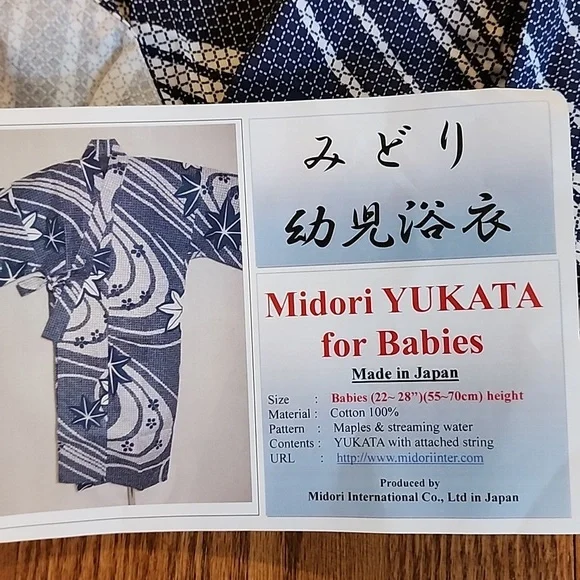 みどり
幼児浴衣
Midori YUKATA
for Babies
Made in Japan
Size : Babies (22~ 28”)(55~70cm) height
Material : Cotton 100%
Pattern : Maples & streaming water
Contents : YUKATA with attached string
URL : http://www.midoriinter.com
Produced by
Midori International Co., Ltd in Japan